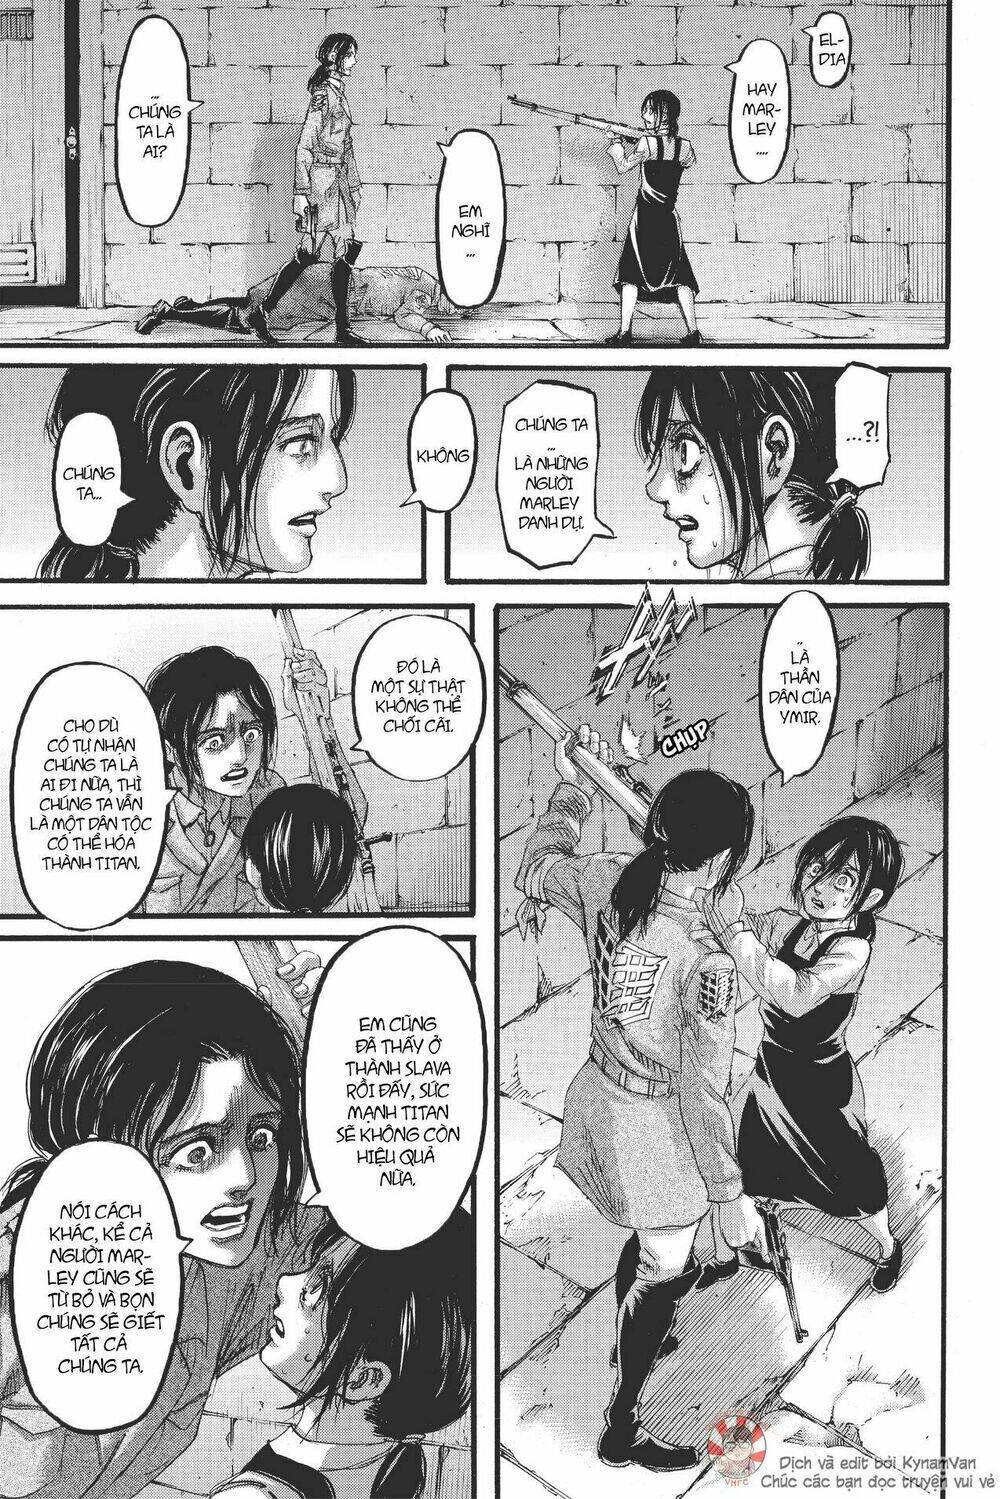 EL-
DIA
HAY
MAR-
LEY
....
EM
NGHĨ
...
...
CHÚNG
TA LÀ
AI?
...?!
CHÚNG TA
...
LÀ NHỮNG
NGƯỜI
MARLEY
DANH DỰ.
KHÔNG
CHÚNG
TA...
... LÀ
THẦN
DÂN CỦA
YMIR.
CHỤP
ĐÓ LÀ
MỘT SỰ THẬT
KHÔNG THỂ
CHỐI CÃI.
CHO DÙ
CÓ TỰ NHẬN
CHÚNG TA LÀ
AI ĐI NỮA, THÌ
CHÚNG TA VẪN
LÀ MỘT DÂN TỘC
CÓ THỂ HÓA
THÀNH TITAN.
EM CŨNG
ĐÃ THẤY Ở
THÀNH SLAVA
RỒI ĐẤY, SỨC
MẠNH TITAN
SẼ KHÔNG CÒN
HIỆU QUẢ
NỮA.
NÓI CÁCH
KHÁC, KỂ CẢ
NGƯỜI MAR-
LEY CŨNG SẼ
TỪ BỎ VÀ BỌN
CHÚNG SẼ GIẾT
TẤT CẢ
CHÚNG TA.
VHFC
Dịch và edit bởi KynamVan
Chúc các bạn đọc truyện vui vẻ